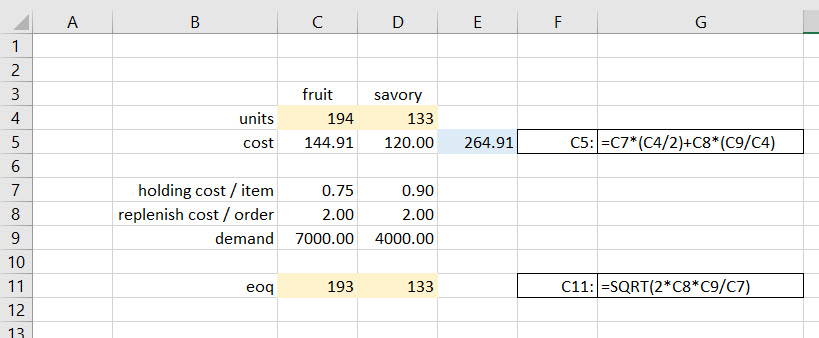 A B C D E F G
1
2
3 fruit savory
4 units 194 133
5 cost 144.91 120.00 264.91 C5: =C7*(C4/2)+C8*(C9/C4)
6
7 holding cost / item 0.75 0.90
8 replenish cost / order 2.00 2.00
9 demand 7000.00 4000.00
10
11 eoq 193 133 C11: =SQRT(2*C8*C9/C7)
12
13